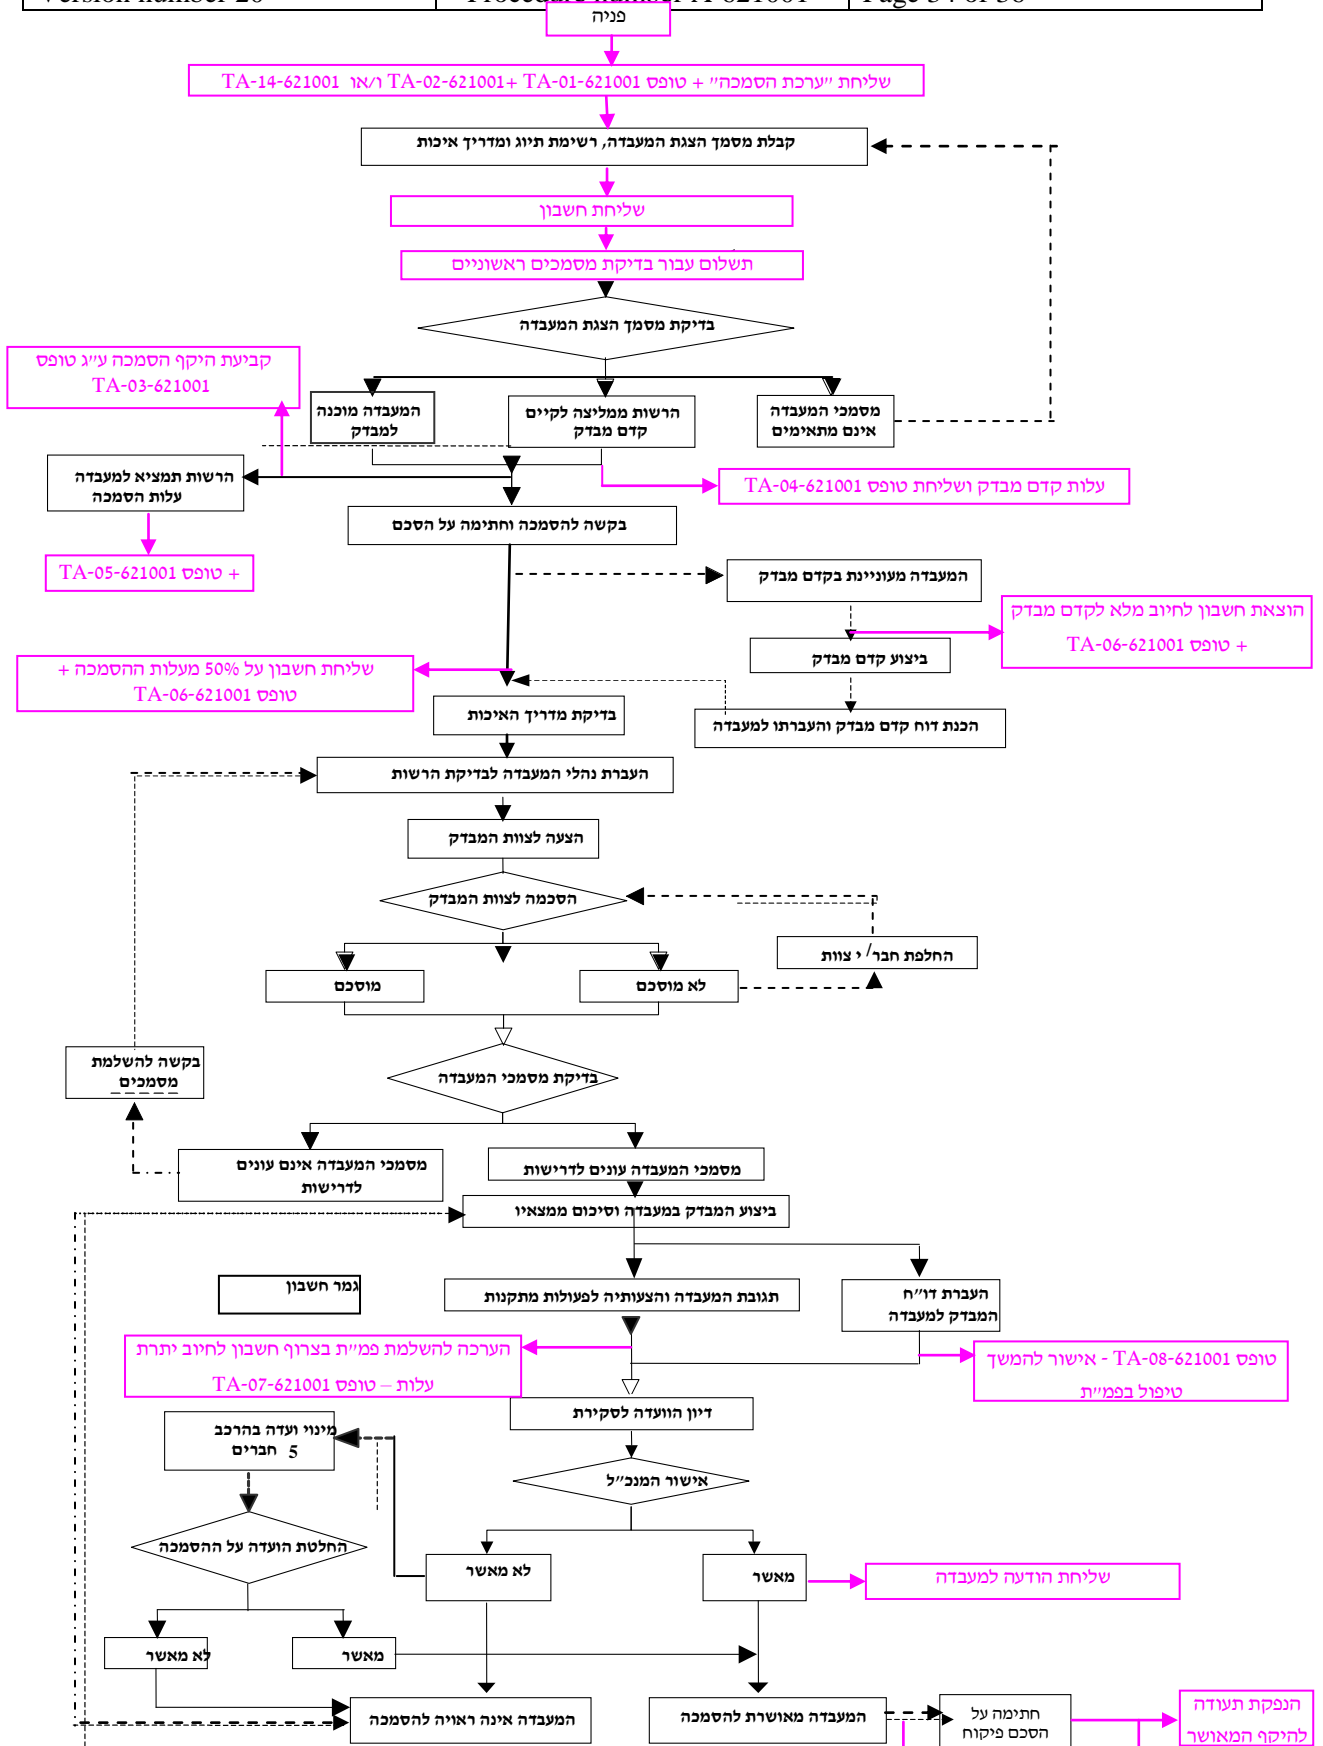 Version number 20 Procedure number A-621001 Page 34 of 36
פניה
שליחת "ערכת הסמכה" + טופס TA-02-621001+ TA-01-621001 ו/או TA-14-621001
קבלת מסמך הצגת המעבדה, רשימת תיוג ומדריך איכות
שליחת חשבון
תשלום עבור בדיקת מסמכים ראשוניים
בדיקת מסמך הצגת המעבדה
קביעת היקף הסמכה ע"ג טופס
TA-03-621001
המעבדה מוכנה
למבדק
הרשות ממליצה לקיים
קדם מבדק
מסמכי המעבדה
אינם מתאימים
הרשות תמציא למעבדה
עלות הסמכה
עלות קדם מבדק ושליחת טופס TA-04-621001
בקשה להסמכה וחתימה על הסכם
+ טופס TA-05-621001
המעבדה מעוניינת בקדם מבדק
הוצאת חשבון לחיוב מלא לקדם מבדק
+ טופס TA-06-621001
ביצוע קדם מבדק
שליחת חשבון על 50% מעלות ההסמכה +
טופס TA-06-621001
בדיקת מדריך האיכות
הכנת דוח קדם מבדק והעברתו למעבדה
העברת נהלי המעבדה לבדיקת הרשות
הצעה לצוות המבדק
הסכמה לצוות המבדק
החלפת חבר/ י צוות
מוסכם
לא מוסכם
בקשה להשלמת
מסמכים
בדיקת מסמכי המעבדה
מסמכי המעבדה אינם עונים
לדרישות
מסמכי המעבדה עונים לדרישות
ביצוע המבדק במעבדה וסיכום ממצאיו
גמר חשבון
תגובת המעבדה והצעותיה לפעולות מתקנות
העברת דו"ח
המבדק למעבדה
הערכה להשלמת פמ"ת בצרוף חשבון לחיוב יתרת
עלות – טופס TA-07-621001
טופס TA-08-621001 - אישור להמשך
טיפול בפמ"ת
דיון הוועדה לסקירת
מינוי ועדה בהרכב
5 חברים
אישור המנכ"ל
החלטת הועדה על ההסמכה
לא מאשר
מאשר
שליחת הודעה למעבדה
לא מאשר
מאשר
המעבדה אינה ראויה להסמכה
המעבדה מאושרת להסמכה
חתימה על
הסכם פיקוח
הנפקת תעודה
להיקף המאושר